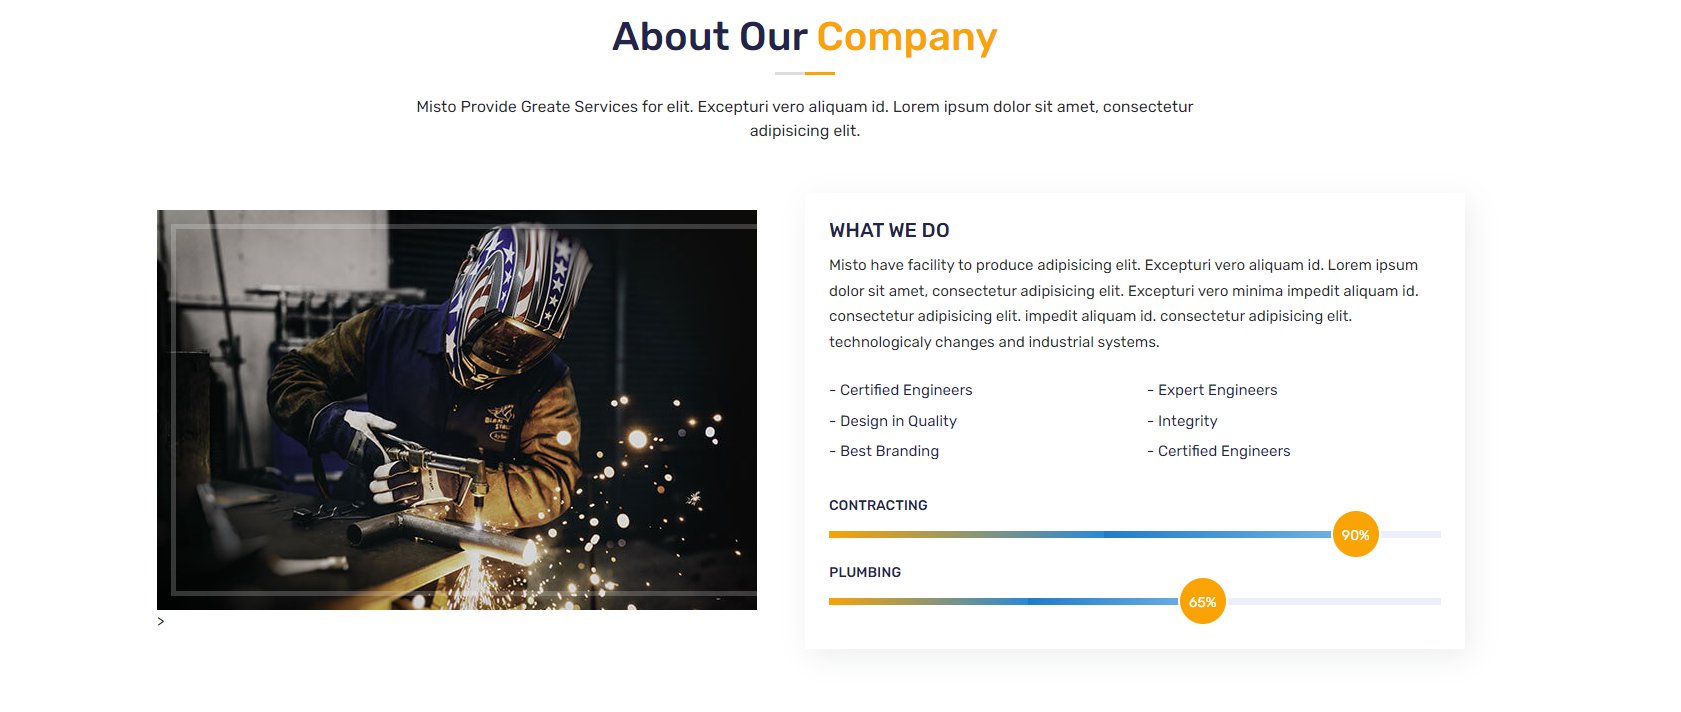 About Our Company
Misto Provide Greate Services for elit. Excepturi vero aliquam id. Lorem ipsum dolor sit amet, consectetur
adipisicing elit.
>
WHAT WE DO
Misto have facility to produce adipisicing elit. Excepturi vero aliquam id. Lorem ipsum
dolor sit amet, consectetur adipisicing elit. Excepturi vero minima impedit aliquam id.
consectetur adipisicing elit. impedit aliquam id. consectetur adipisicing elit.
technologicaly changes and industrial systems.
- Certified Engineers
- Design in Quality
- Best Branding
- Expert Engineers
- Integrity
- Certified Engineers
CONTRACTING
90%
PLUMBING
65%